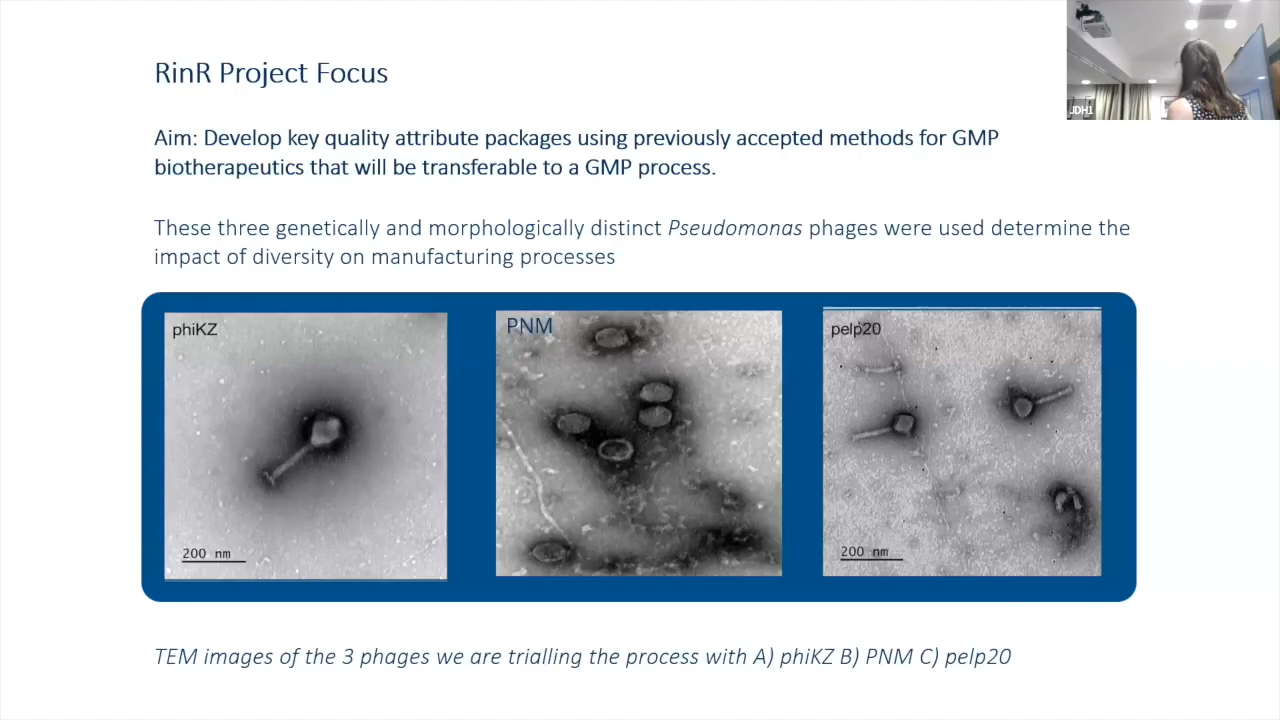 RinR Project Focus
JDH1
Aim: Develop key quality attribute packages using previously accepted methods for GMP
biotherapeutics that will be transferable to a GMP process.
These three genetically and morphologically distinct Pseudomonas phages were used determine the
impact of diversity on manufacturing processes
phiKZ
PNM
pelp20
200 nm
200 nm
TEM images of the 3 phages we are trialling the process with A) phiKZ B) PNM C) pelp20